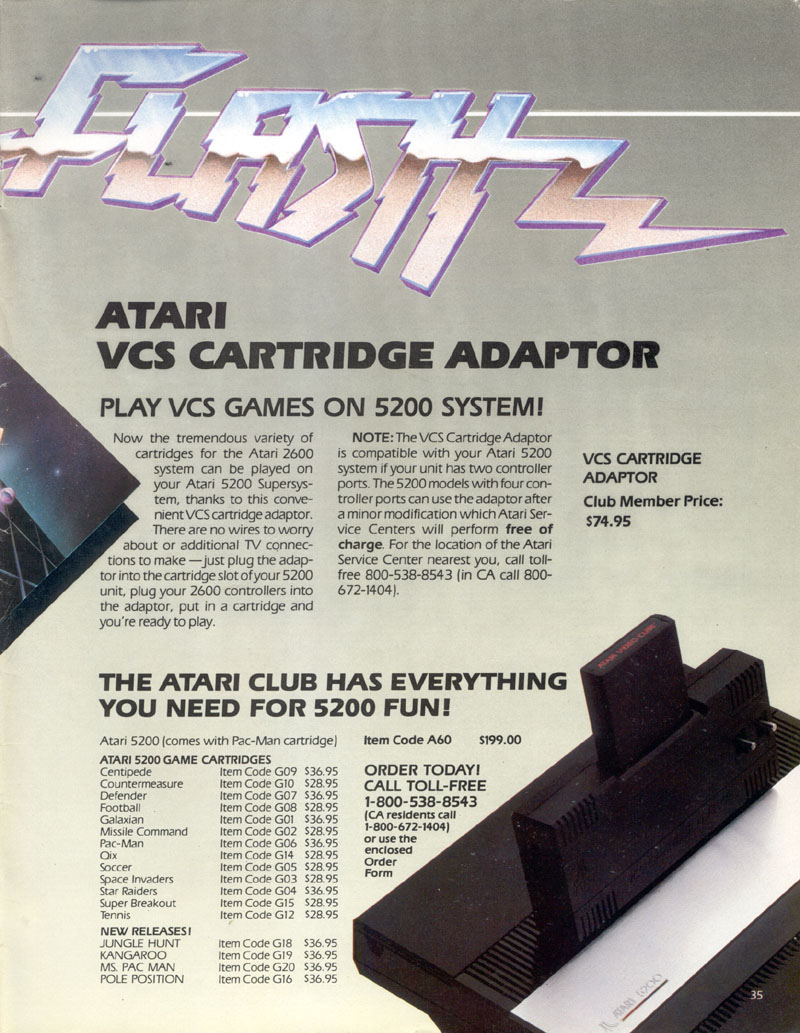 FLASH
ATARI
VCS CARTRIDGE ADAPTOR
PLAY VCS GAMES ON 5200 SYSTEM!
Now the tremendous variety of
cartridges for the Atari 2600
system can be played on
your Atari 5200 Supersys-
tem, thanks to this conve-
nient VCS cartridge adaptor.
There are no wires to worry
about or additional TV connec-
tions to make —just plug the adap-
tor into the cartridge slot of your 5200
unit, plug your 2600 controllers into
the adaptor, put in a cartridge and
you're ready to play.
NOTE: The VCS Cartridge Adaptor
is compatible with your Atari 5200
system if your unit has two controller
ports. The 5200 models with four con-
troller ports can use the adaptor after
a minor modification which Atari Ser-
vice Centers will perform free of
charge. For the location of the Atari
Service Center nearest you, call toll-
free 800-538-8543 (in CA call 800-
672-1404).
VCS CARTRIDGE
ADAPTOR
Club Member Price:
$74.95
THE ATARI CLUB HAS EVERYTHING
YOU NEED FOR 5200 FUN!
Atari 5200 (comes with Pac-Man cartridge) Item Code A60 $199.00
ATARI 5200 GAME CARTRIDGES
Centipede Item Code G09 $36.95
Countermeasure Item Code G10 $28.95
Defender Item Code G07 $36.95
Football Item Code G08 $28.95
Galaxian Item Code G01 $36.95
Missile Command Item Code G02 $28.95
Pac-Man Item Code G06 $36.95
Qix Item Code G14 $28.95
Soccer Item Code G05 $28.95
Space Invaders Item Code G03 $28.95
Star Raiders Item Code G04 $36.95
Super Breakout Item Code G15 $28.95
Tennis Item Code G12 $28.95
NEW RELEASES!
JUNGLE HUNT Item Code G18 $36.95
KANGAROO Item Code G19 $36.95
MS. PAC MAN Item Code G20 $36.95
POLE POSITION Item Code G16 $36.95
ORDER TODAY!
CALL TOLL-FREE
1-800-538-8543
(CA residents call
1-800-672-1404)
or use the
enclosed
Order
Form
ATARI VIDEO CUBE
ATARI 5200
35